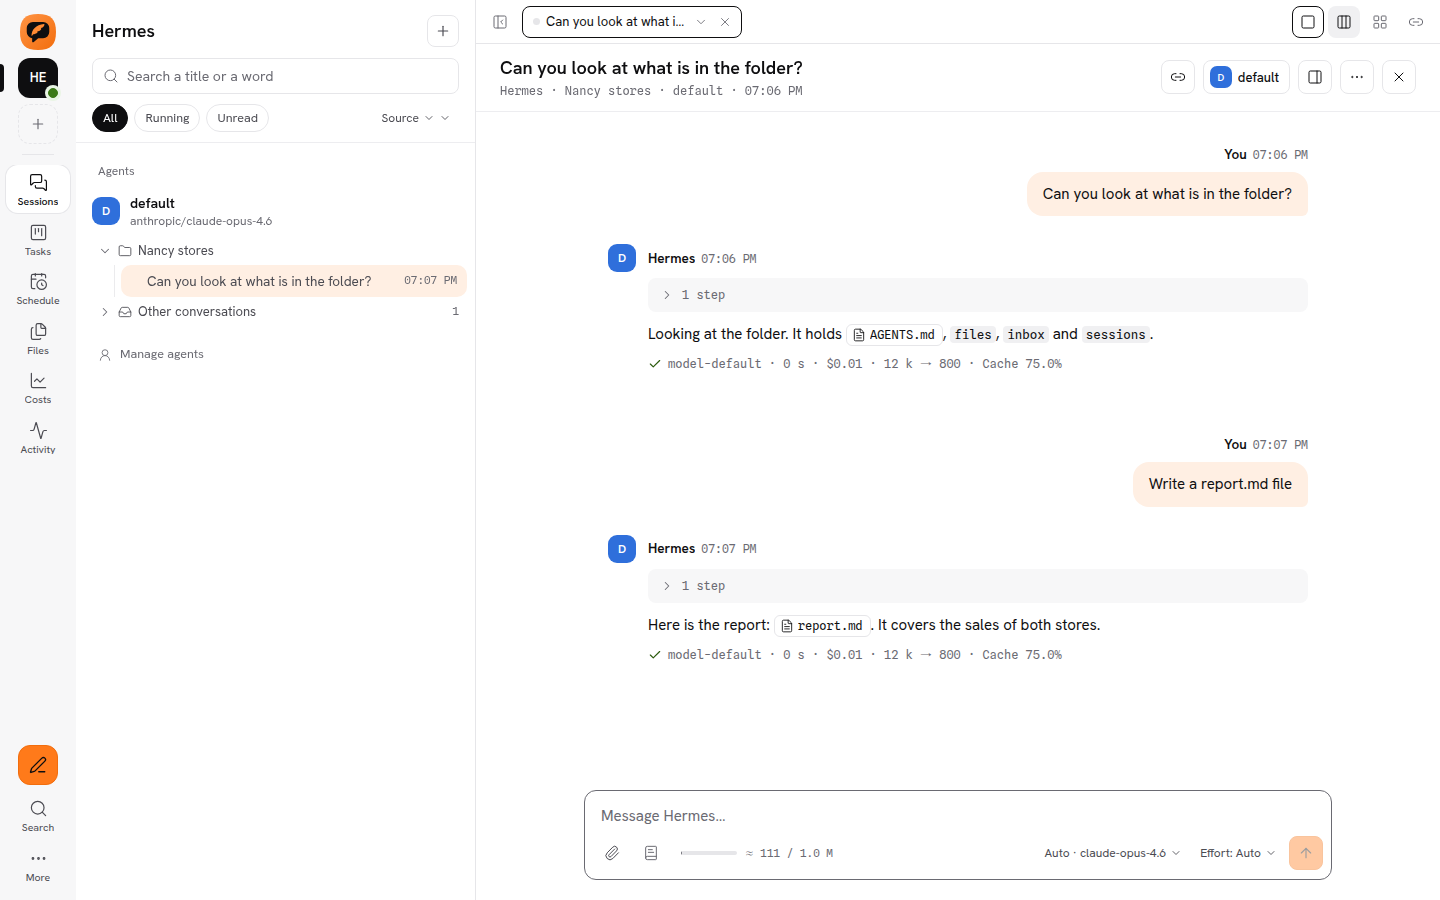 HE
Sessions
Tasks
Schedule
Files
Costs
Activity
Search
More
Hermes
Search a title or a word
All
Running
Unread
Source
Agents
D
default
anthropic/claude-opus-4.6
Nancy stores
Can you look at what is in the folder? 07:07 PM
Other conversations 1
Manage agents
Can you look at what i...
Can you look at what is in the folder?
Hermes · Nancy stores · default · 07:06 PM
D default
You 07:06 PM
Can you look at what is in the folder?
D Hermes 07:06 PM
1 step
Looking at the folder. It holds AGENTS.md, files, inbox and sessions.
model-default · 0 s · $0.01 · 12 k → 800 · Cache 75.0%
You 07:07 PM
Write a report.md file
D Hermes 07:07 PM
1 step
Here is the report: report.md. It covers the sales of both stores.
model-default · 0 s · $0.01 · 12 k → 800 · Cache 75.0%
Message Hermes...
≈ 111 / 1.0 M
Auto · claude-opus-4.6
Effort: Auto